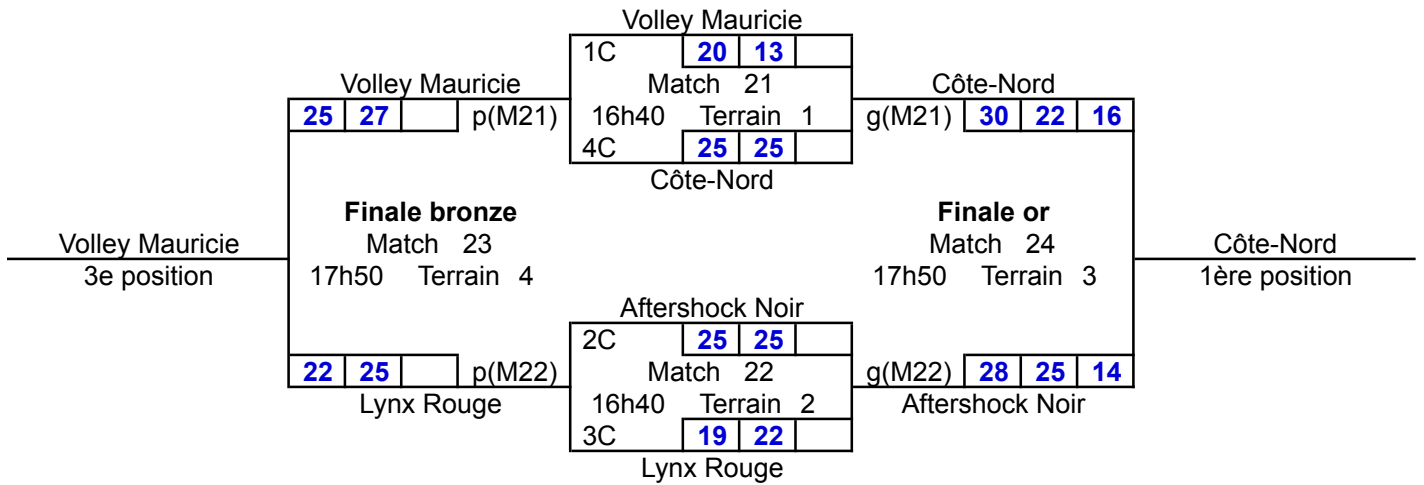 Volley Mauricie
1C 20 13
Volley Mauricie Match 21 Côte-Nord
25 27 p(M21) 16h40 Terrain 1 g(M21) 30 22 16
4C 25 25
Côte-Nord
Finale bronze Finale or
Volley Mauricie Match 23 Match 24 Côte-Nord
3e position 17h50 Terrain 4 17h50 Terrain 3 1ère position
Aftershock Noir
2C 25 25
22 25 p(M22) Match 22 g(M22) 28 25 14
Lynx Rouge 16h40 Terrain 2 Aftershock Noir
3C 19 22
Lynx Rouge